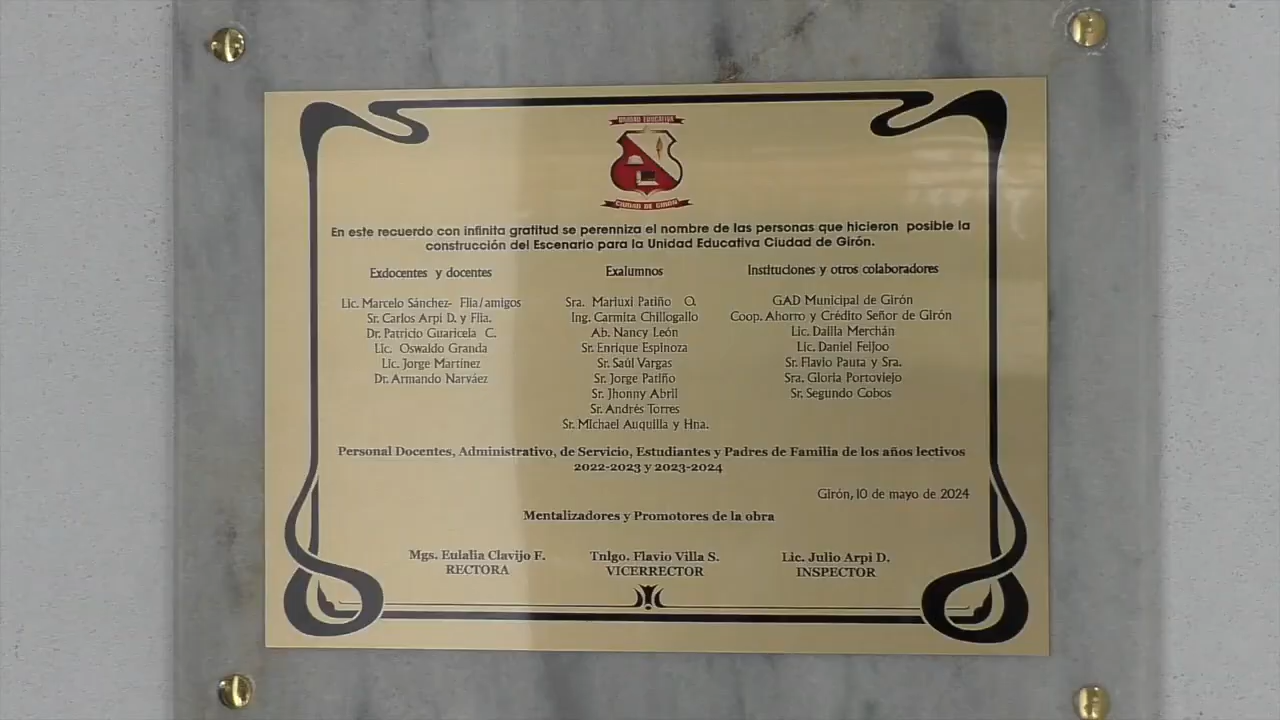 UNIDAD EDUCATIVA
CIUDAD DE GIRÓN
En este recuerdo con infinita gratitud se perenniza el nombre de las personas que hicieron posible la
construcción del Escenario para la Unidad Educativa Ciudad de Girón.
Exdocentes y docentes
Lic. Marcelo Sánchez- Flia/amigos
Sr. Carlos Arpi D. y Flia.
Dr. Patricio Guaricela C.
Lic. Oswaldo Granda
Lic. Jorge Martínez
Dr. Armando Narváez
Exalumnos
Sra. Mariuxi Patiño O.
Ing. Carmita Chillogallo
Ab. Nancy León
Sr. Enrique Espinoza
Sr. Saúl Vargas
Sr. Jorge Patiño
Sr. Jhonny Abril
Sr. Andrés Torres
Sr. Michael Auquilla y Hna.
Instituciones y otros colaboradores
GAD Municipal de Girón
Coop. Ahorro y Crédito Señor de Girón
Lic. Dalila Merchán
Lic. Daniel Feijoo
Sr. Flavio Pauta y Sra.
Sra. Gloria Portoviejo
Sr. Segundo Cobos
Personal Docentes, Administrativo, de Servicio, Estudiantes y Padres de Familia de los años lectivos
2022-2023 y 2023-2024
Girón, 10 de mayo de 2024
Mentalizadores y Promotores de la obra
Mgs. Eulalia Clavijo F.
RECTORA
Tnlgo. Flavio Villa S.
VICERRECTOR
Lic. Julio Arpi D.
INSPECTOR